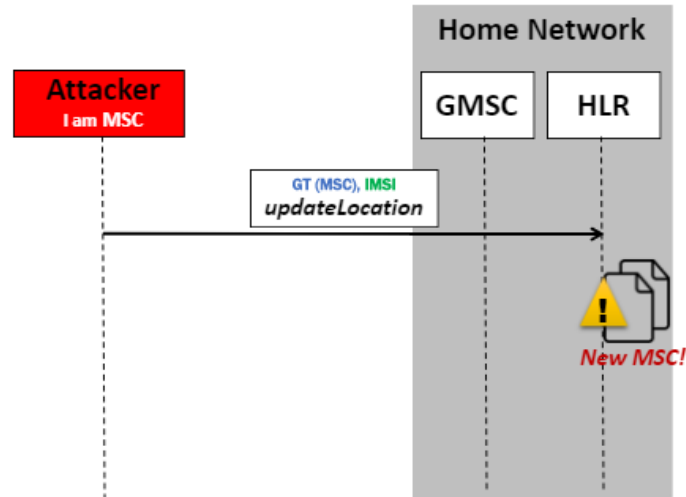 Home Network
Attacker
I am MSC
GMSC
HLR
GT (MSC), IMSI
updateLocation
!
New MSC!